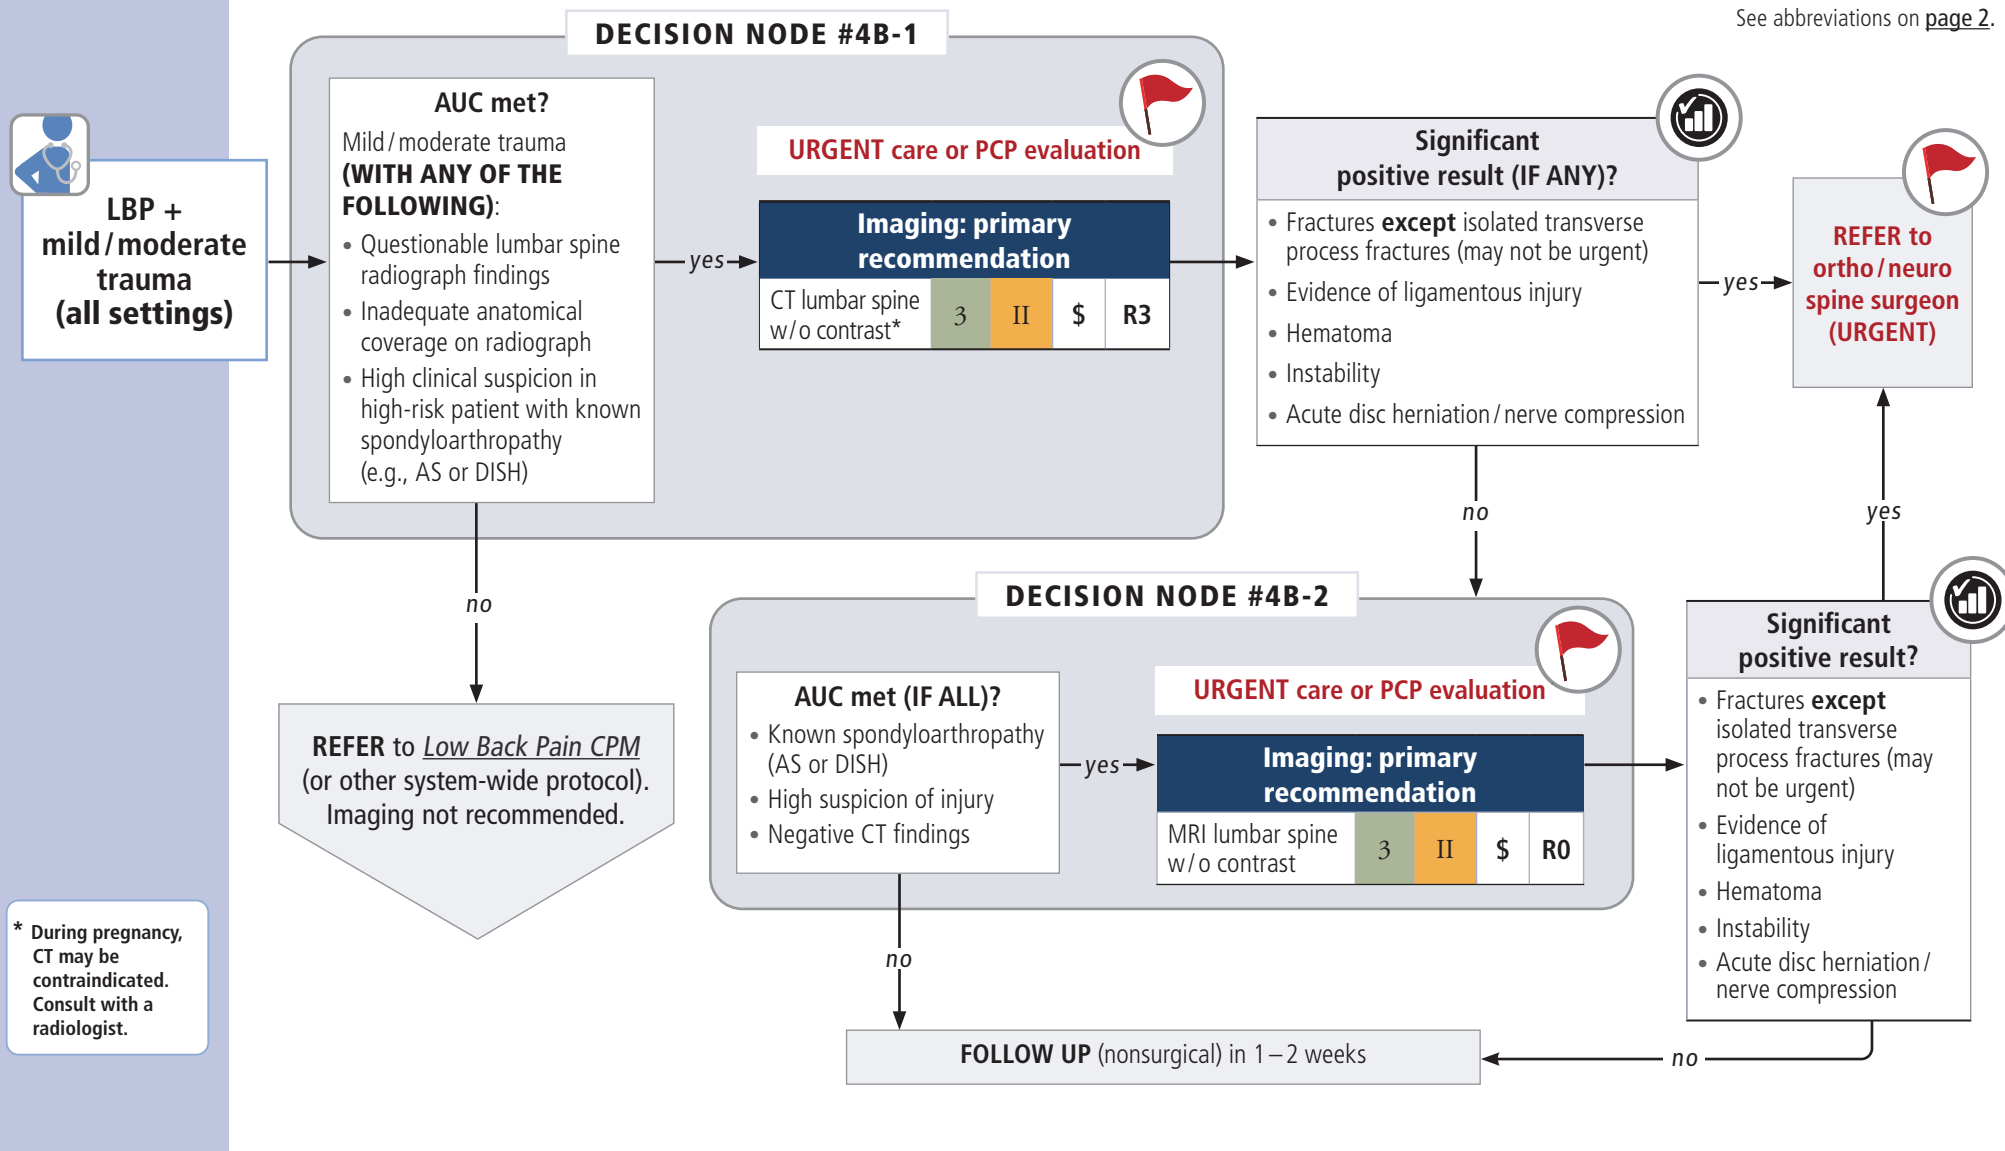 See abbreviations on page 2.
DECISION NODE #4B-1
LBP +
mild/moderate
trauma
(all settings)
AUC met?
Mild/moderate trauma
(WITH ANY OF THE
FOLLOWING):
• Questionable lumbar spine
radiograph findings
• Inadequate anatomical
coverage on radiograph
• High clinical suspicion in
high-risk patient with known
spondyloarthropathy
(e.g., AS or DISH)
yes
URGENT care or PCP evaluation
Imaging: primary
recommendation
CT lumbar spine
w/o contrast*
3
II
$
R3
Significant
positive result (IF ANY)?
• Fractures except isolated transverse
process fractures (may not be urgent)
• Evidence of ligamentous injury
• Hematoma
• Instability
• Acute disc herniation/nerve compression
yes
REFER to
ortho/neuro
spine surgeon
(URGENT)
no
no
yes
REFER to Low Back Pain CPM
(or other system-wide protocol).
Imaging not recommended.
DECISION NODE #4B-2
AUC met (IF ALL)?
• Known spondyloarthropathy
(AS or DISH)
• High suspicion of injury
• Negative CT findings
yes
URGENT care or PCP evaluation
Imaging: primary
recommendation
MRI lumbar spine
w/o contrast
3
II
$
R0
Significant
positive result?
• Fractures except
isolated transverse
process fractures (may
not be urgent)
• Evidence of
ligamentous injury
• Hematoma
• Instability
• Acute disc herniation/
nerve compression
no
no
FOLLOW UP (nonsurgical) in 1–2 weeks
* During pregnancy,
CT may be
contraindicated.
Consult with a
radiologist.